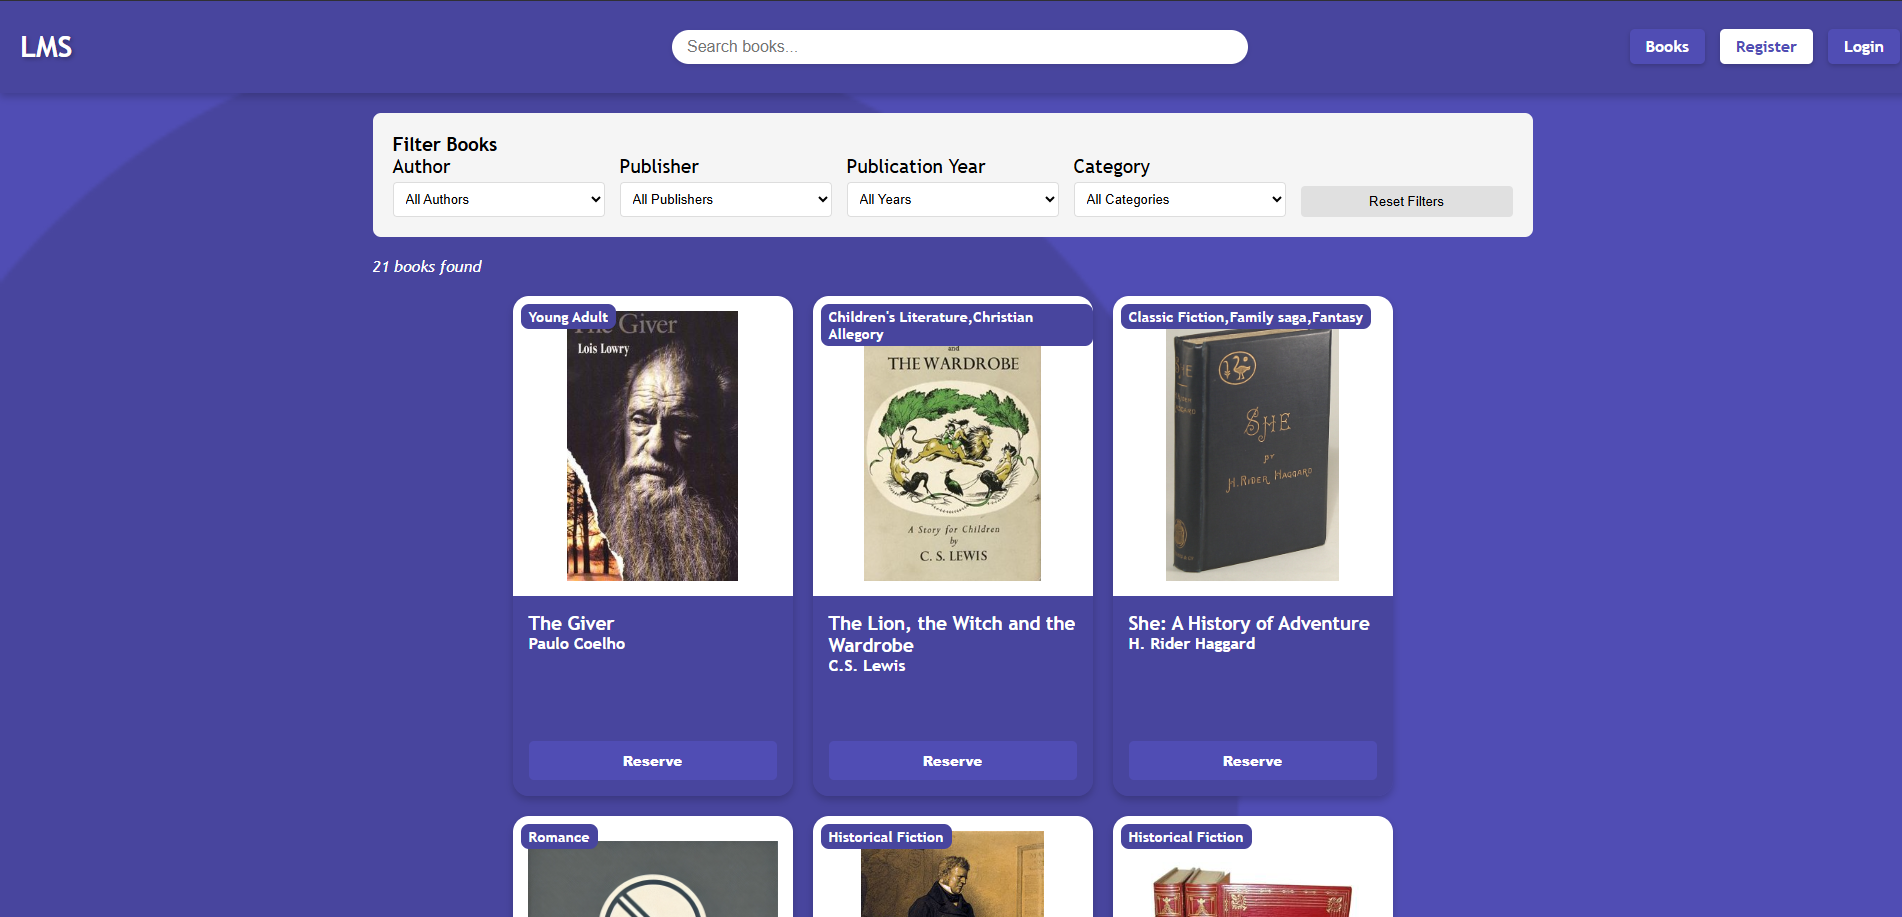 LMS
Search books...
Books
Register
Login
Filter Books
Author
Publisher
Publication Year
Category
All Authors
All Publishers
All Years
All Categories
Reset Filters
21 books found
Young Adult
The Giver
Lois Lowry
The Giver
Paulo Coelho
Reserve
Children's Literature,Christian
Allegory
and
THE WARDROBE
A Story for Children
by
C. S. LEWIS
The Lion, the Witch and the
Wardrobe
C.S. Lewis
Reserve
Classic Fiction,Family saga,Fantasy
SHE
BY
H. RIDER HAGGARD
She: A History of Adventure
H. Rider Haggard
Reserve
Romance
Historical Fiction
Historical Fiction